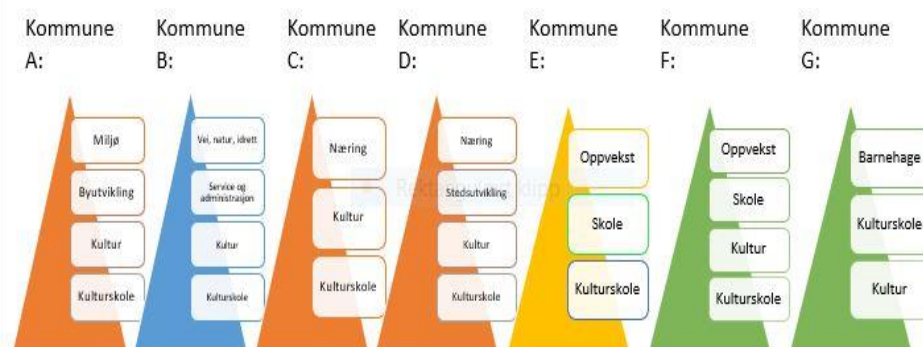 Kommune
A:
Kommune
B:
Kommune
C:
Kommune
D:
Kommune
E:
Kommune
F:
Kommune
G:
Miljø
Byutvikling
Kultur
Kulturskole
Vei, natur, idrett
Service og
administrasjon
Kultur
Kulturskole
Næring
Kultur
Kulturskole
Næring
Stedsutvikling
Kultur
Kulturskole
Oppvekst
Skole
Kulturskole
Oppvekst
Skole
Kultur
Kulturskole
Barnehage
Kulturskole
Kultur